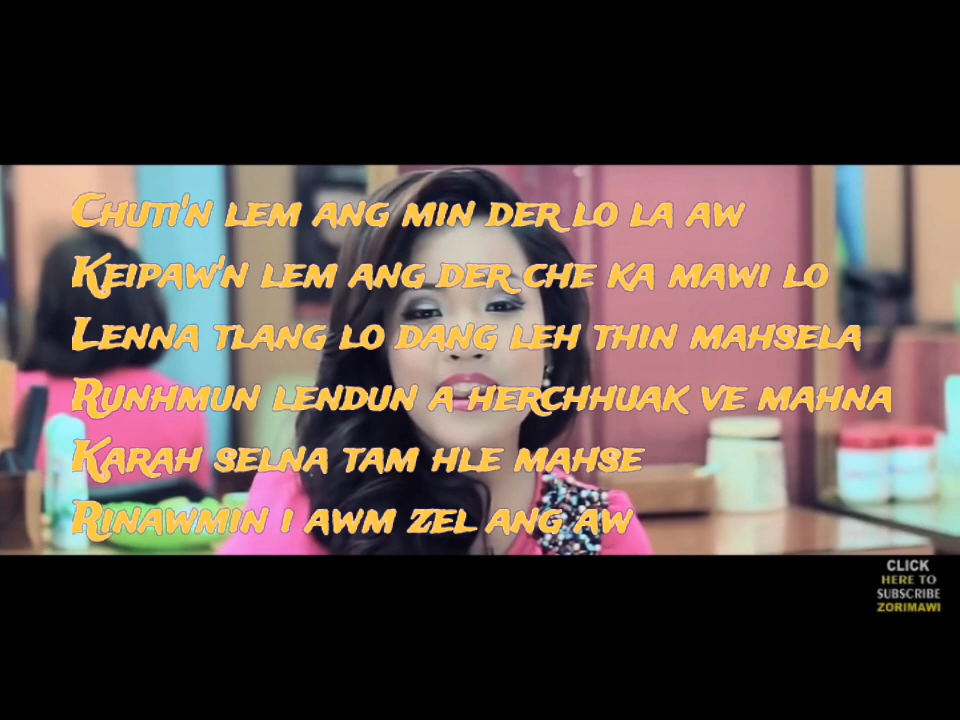 Chuti'n lem ang min der lo la aw
Keipaw'n lem ang der che ka mawi lo
Lenna tlang lo dang leh thin mahsela
Runhmun lendun a herchhuak ve mahna
Karah selna tam hle mahse
Rinawmin i awm zel ang aw
CLICK
HERE TO
SUBSCRIBE
ZORIMAWI